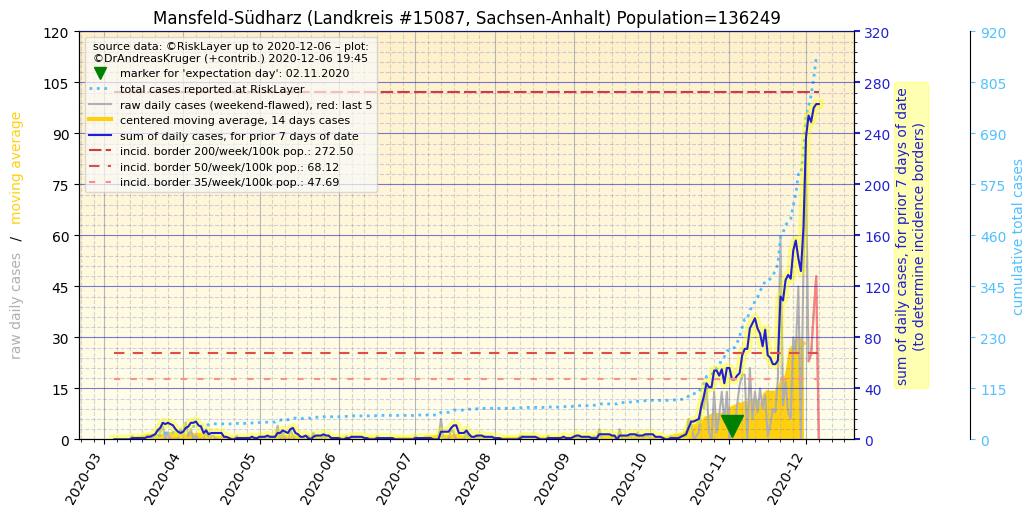 Mansfeld-Südharz (Landkreis #15087, Sachsen-Anhalt) Population=136249
source data: ©RiskLayer up to 2020-12-06 – plot:
©DrAndreasKruger (+contrib.) 2020-12-06 19:45
marker for 'expectation day': 02.11.2020
total cases reported at RiskLayer
raw daily cases (weekend-flawed), red: last 5
centered moving average, 14 days cases
sum of daily cases, for prior 7 days of date
incid. border 200/week/100k pop.: 272.50
incid. border 50/week/100k pop.: 68.12
incid. border 35/week/100k pop.: 47.69
raw daily cases / moving average
120
105
90
75
60
45
30
15
0
320
280
240
200
160
120
80
40
0
sum of daily cases, for prior 7 days of date
(to determine incidence borders)
920
805
690
575
460
345
230
115
0
cumulative total cases
2020-03
2020-04
2020-05
2020-06
2020-07
2020-08
2020-09
2020-10
2020-11
2020-12